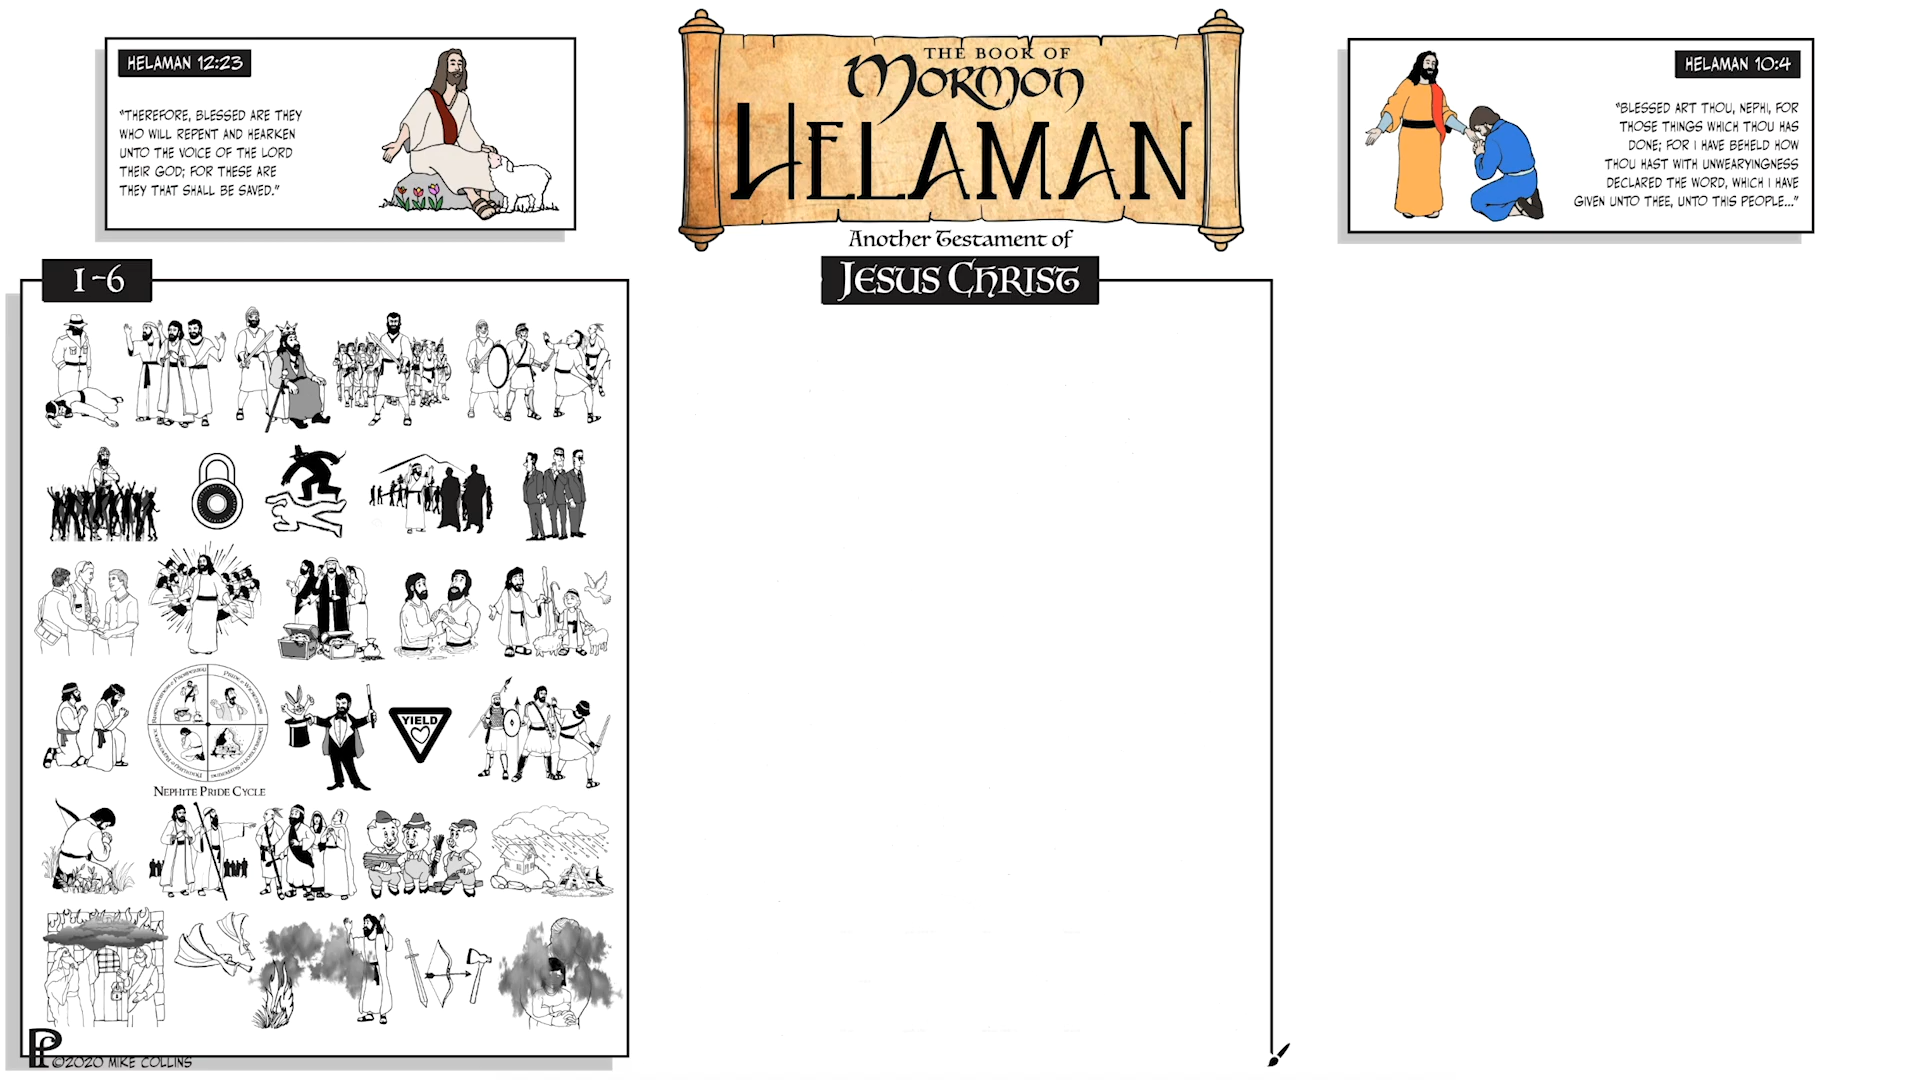 HELAMAN 12:23
"THEREFORE, BLESSED ARE THEY
WHO WILL REPENT AND HEARKEN
UNTO THE VOICE OF THE LORD
THEIR GOD; FOR THESE ARE
THEY THAT SHALL BE SAVED."
THE BOOK OF
MORMON
HELAMAN
Another Testament of
JESUS CHRIST
HELAMAN 10:4
"BLESSED ART THOU, NEPHI, FOR
THOSE THINGS WHICH THOU HAS
DONE; FOR I HAVE BEHELD HOW
THOU HAST WITH UNWEARYINGNESS
DECLARED THE WORD, WHICH I HAVE
GIVEN UNTO THEE, UNTO THIS PEOPLE..."
1-6
YIELD
NEPHITE PRIDE CYCLE
©2020 MIKE COLLINS